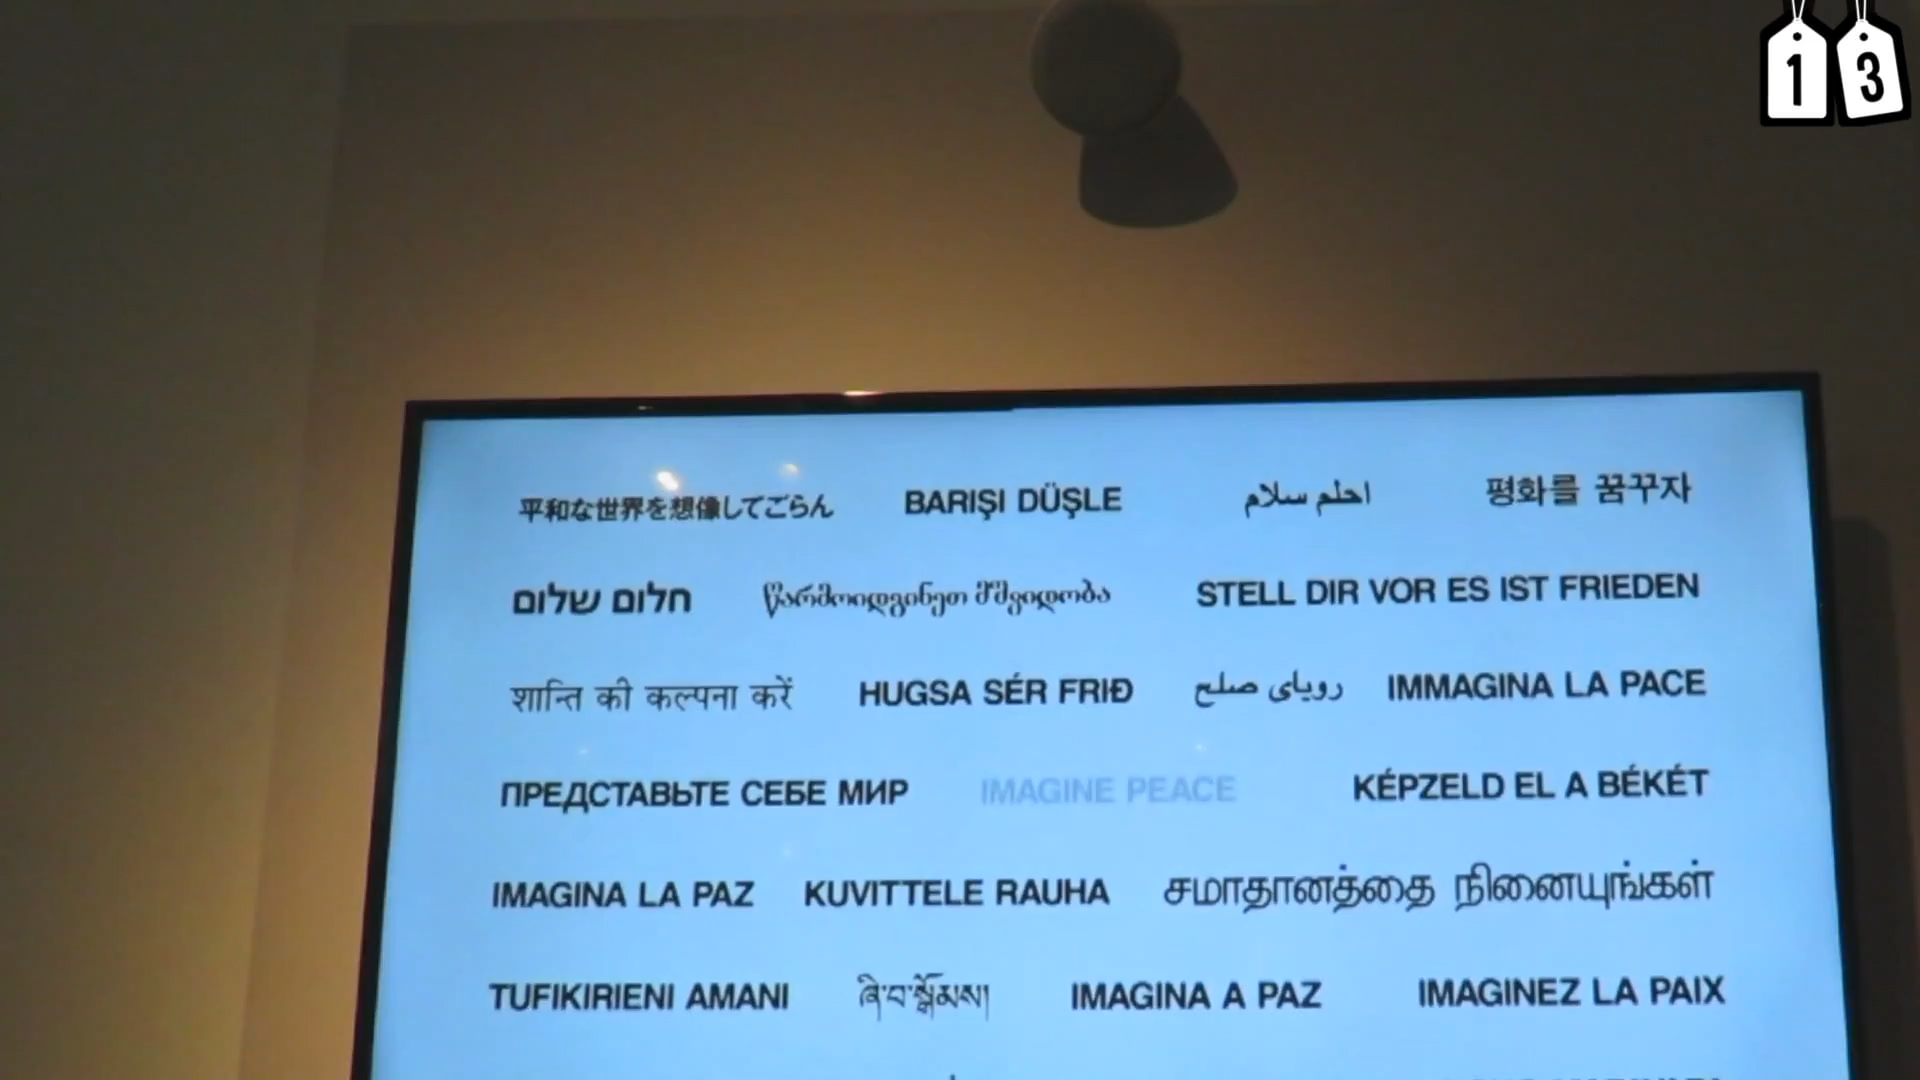 1 3
平和な世界を想像してごらん BARIŞI DÜŞLE احلم سلام 평화를 꿈꾸자
חלום שלום წარმოიდგინეთ მშვიდობა STELL DIR VOR ES IST FRIEDEN
शान्ति की कल्पना करें HUGSA SÉR FRIÐ رویای صلح IMMAGINA LA PACE
ПРЕДСТАВЬТЕ СЕБЕ МИР IMAGINE PEACE KÉPZELD EL A BÉKÉT
IMAGINA LA PAZ KUVITTELE RAUHA சமாதானத்தை நினையுங்கள்
TUFIKIRIENI AMANI ཞི་བ་སྒོམས། IMAGINA A PAZ IMAGINEZ LA PAIX